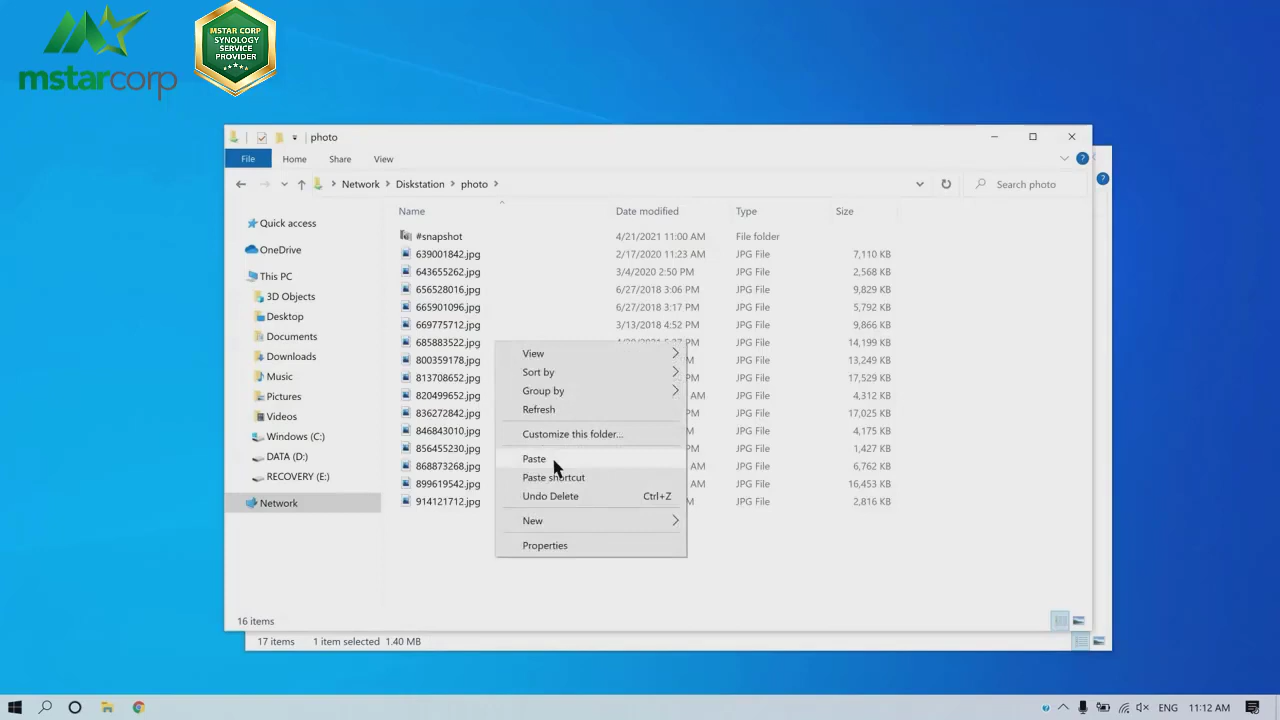 mstarcorp
MSTAR CORP
SYNOLOGY
SERVICE
PROVIDER
photo
File Home Share View
Network Diskstation photo Search photo
Name Date modified Type Size
Quick access
OneDrive
This PC
3D Objects
Desktop
Documents
Downloads
Music
Pictures
Videos
Windows (C:)
DATA (D:)
RECOVERY (E:)
Network
#snapshot 4/21/2021 11:00 AM File folder
639001842.jpg 2/17/2020 11:23 AM JPG File 7,110 KB
643655262.jpg 3/4/2020 2:50 PM JPG File 2,568 KB
656528016.jpg 6/27/2018 3:06 PM JPG File 9,829 KB
665901096.jpg 6/27/2018 3:17 PM JPG File 5,792 KB
669775712.jpg 3/13/2018 4:52 PM JPG File 9,866 KB
685883522.jpg PM JPG File 14,199 KB
800359178.jpg PM JPG File 13,249 KB
813708652.jpg PM JPG File 17,529 KB
820499652.jpg AM JPG File 4,312 KB
836272842.jpg PM JPG File 17,025 KB
846843010.jpg AM JPG File 4,175 KB
856455230.jpg PM JPG File 1,341 KB
868873268.jpg AM JPG File 6,762 KB
899619542.jpg AM JPG File 16,453 KB
914121712.jpg JPG File 2,816 KB
View
Sort by
Group by
Refresh
Customize this folder...
Paste
Paste shortcut
Undo Delete Ctrl+Z
New
Properties
16 items
17 items 1 item selected 1.40 MB
ENG 11:12 AM